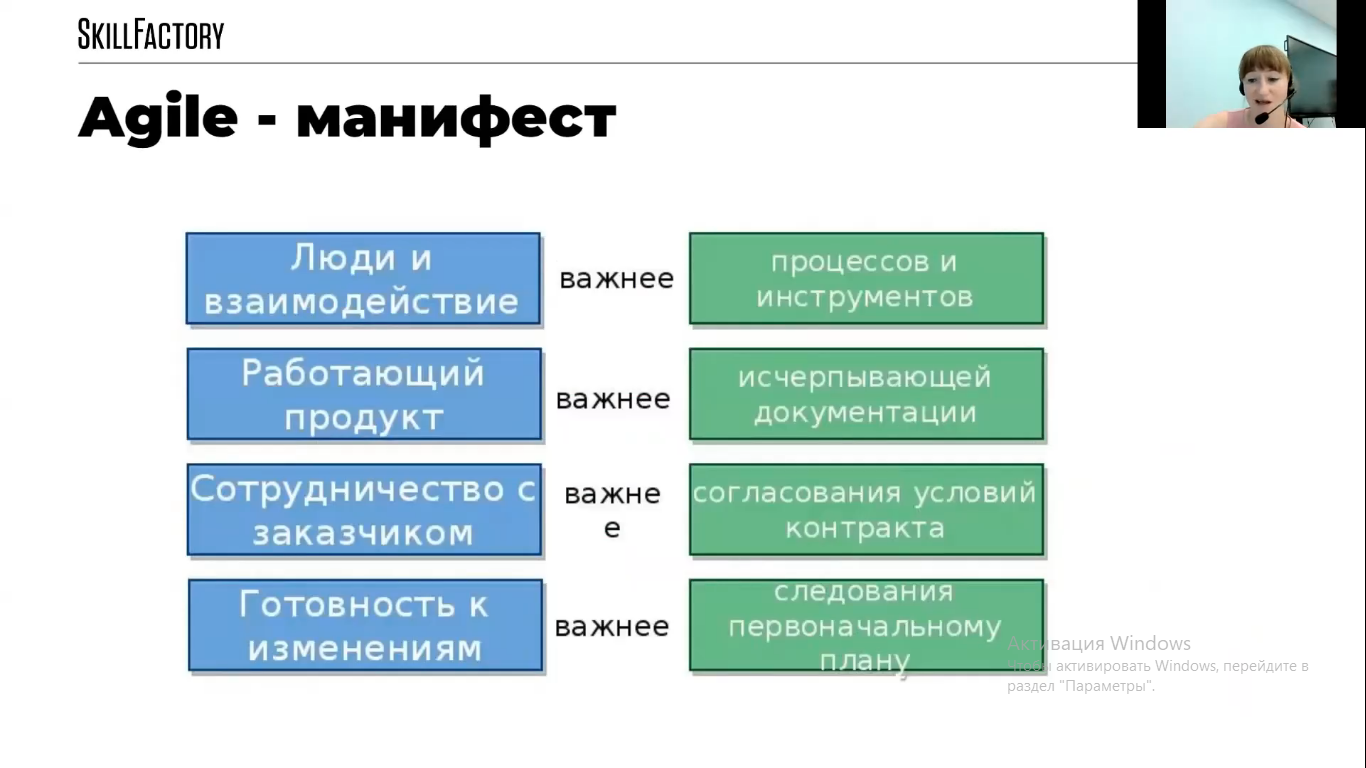 SKILLFACTORY
Agile - манифест
Люди и
взаимодействие
важнее
процессов и
инструментов
Работающий
продукт
важнее
исчерпывающей
документации
Сотрудничество с
заказчиком
важне
е
согласования условий
контракта
Готовность к
изменениям
важнее
следования
первоначальному
плану
Активация Windows
Чтобы активировать Windows, перейдите в
раздел "Параметры".